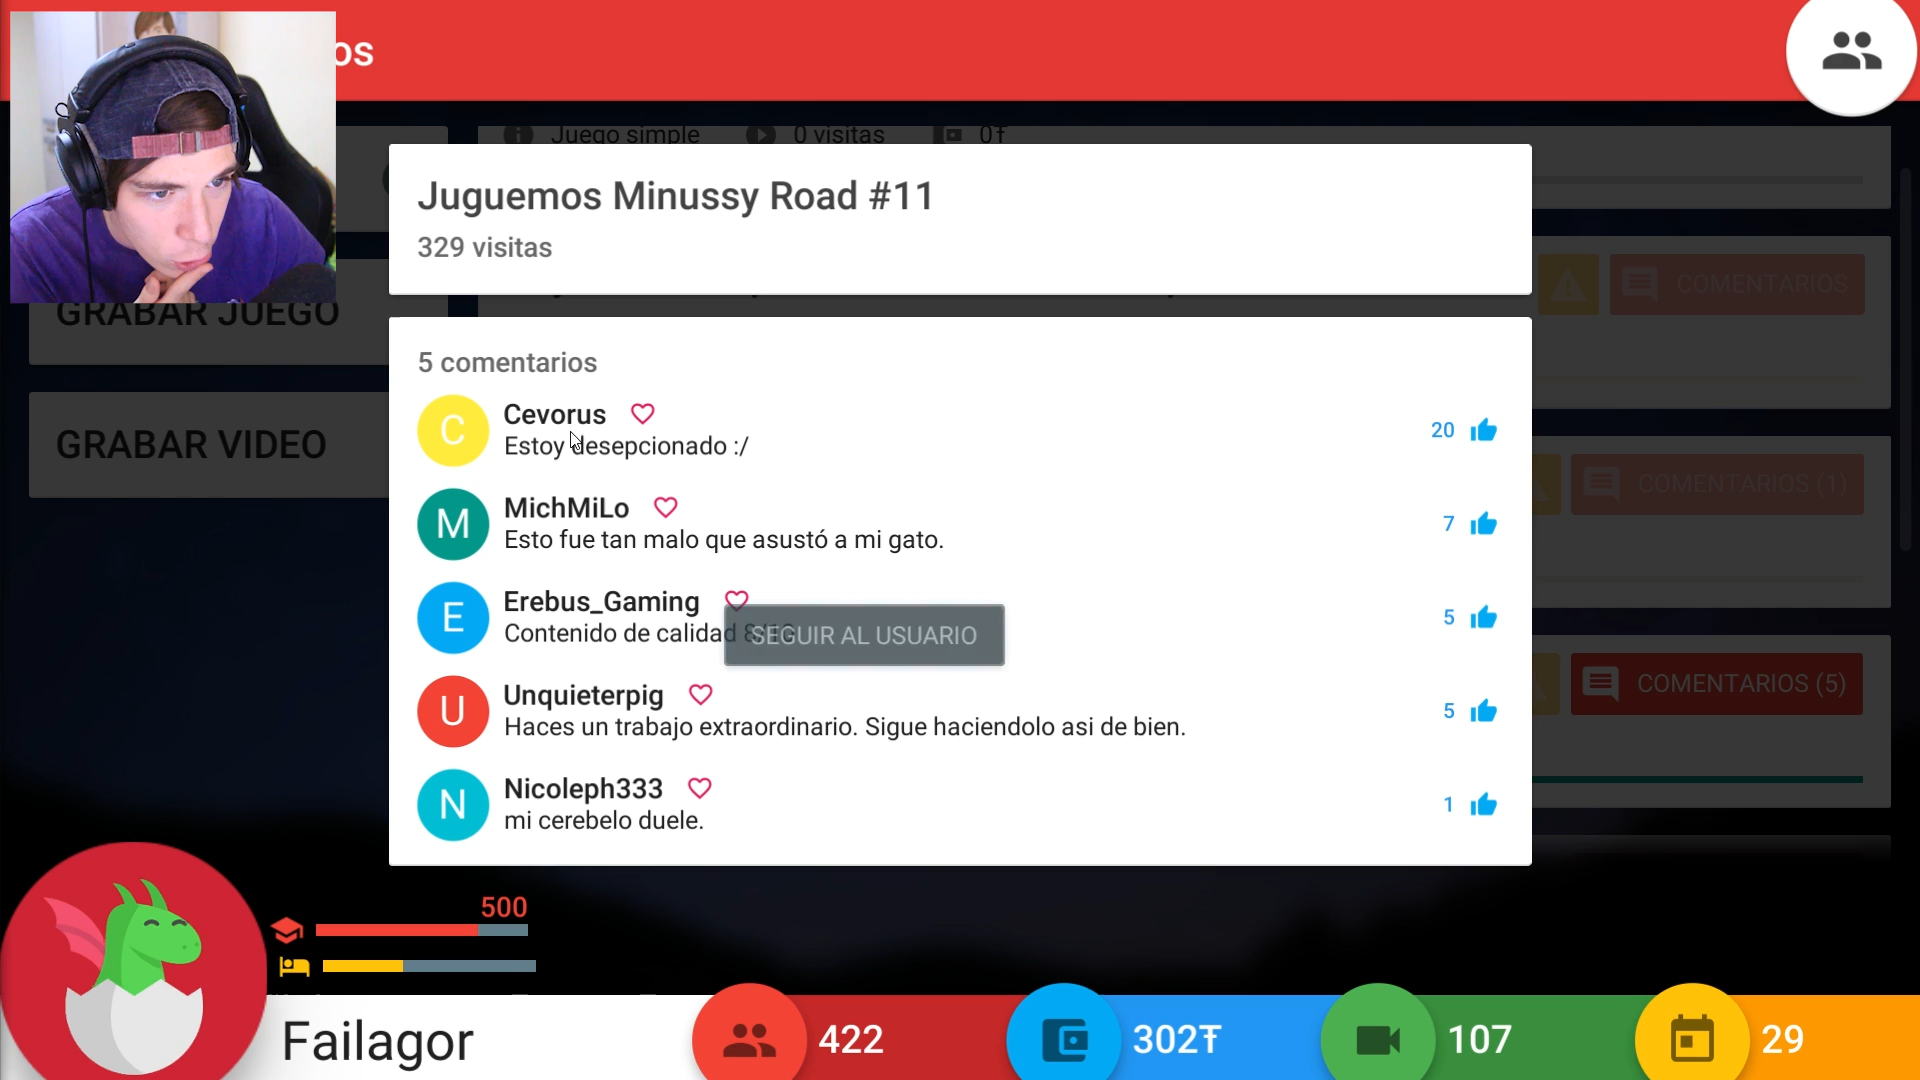 os
Juego simple 0 visitas 0Ŧ
Juguemos Minussy Road #11
329 visitas
COMENTARIOS
GRABAR JUEGO
5 comentarios
Cevorus
Estoy desepcionado :/
20
GRABAR VIDEO
MichMiLo
Esto fue tan malo que asustó a mi gato.
7
COMENTARIOS (1)
Erebus_Gaming
Contenido de calidad
5
SEGUIR AL USUARIO
Unquieterpig
Haces un trabajo extraordinario. Sigue haciendolo asi de bien.
5
COMENTARIOS (5)
Nicoleph333
mi cerebelo duele.
1
500
Failagor
422
302Ŧ
107
29